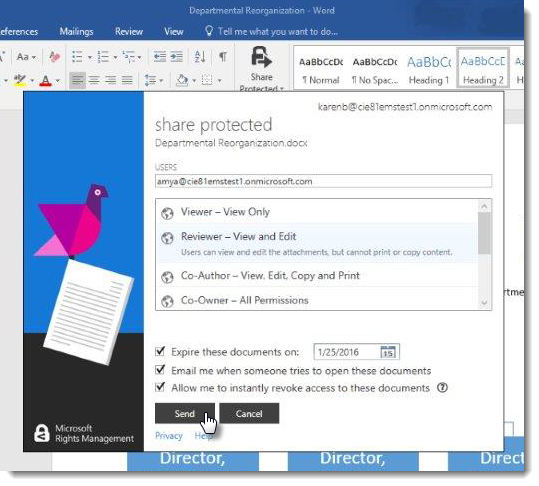 Departmental Reorganization - Word
References Mailings Review View Tell me what you want to do...
Aa
A
Share
Protected
AaBbCcDc AaBbCcDc AaBbCc AaBbCcE
¶ Normal ¶ No Spac... Heading 1 Heading 2 H
karenb@cie81emstest1.onmicrosoft.com
share protected
Departmental Reorganization.docx
USERS
amya@cie81emstest1.onmicrosoft.com
Viewer – View Only
Reviewer – View and Edit
Users can view and edit the attachments, but cannot print or copy content.
Co-Author – View, Edit, Copy and Print
Co-Owner – All Permissions
Expire these documents on: 1/25/2016 15
Email me when someone tries to open these documents
Allow me to instantly revoke access to these documents ?
Send Cancel
Privacy Help
Microsoft
Rights Management
Director, Director, Direct